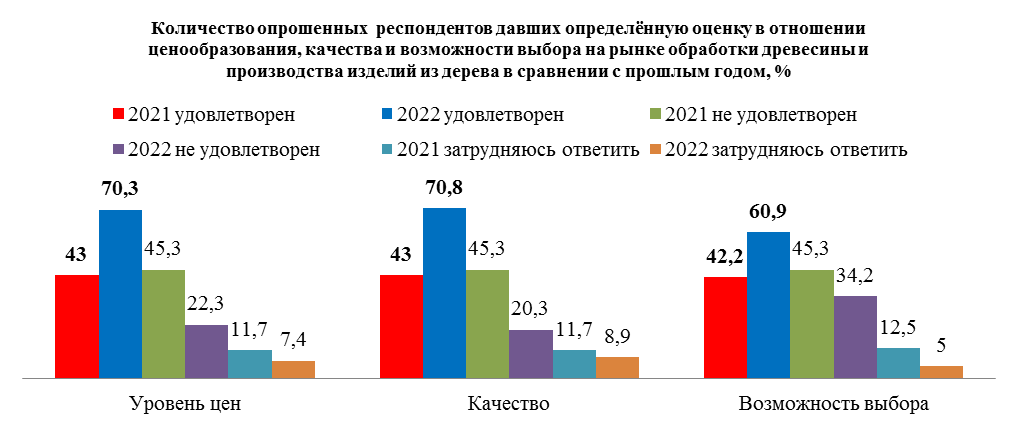 Количество опрошенных респондентов давших определённую оценку в отношении
ценообразования, качества и возможности выбора на рынке обработки древесины и
производства изделий из дерева в сравнении с прошлым годом, %
2021 удовлетворен 2022 удовлетворен 2021 не удовлетворен
2022 не удовлетворен 2021 затрудняюсь ответить 2022 затрудняюсь ответить
43 70,3 45,3 22,3 11,7 7,4
43 70,8 45,3 20,3 11,7 8,9
42,2 60,9 45,3 34,2 12,5 5
Уровень цен Качество Возможность выбора